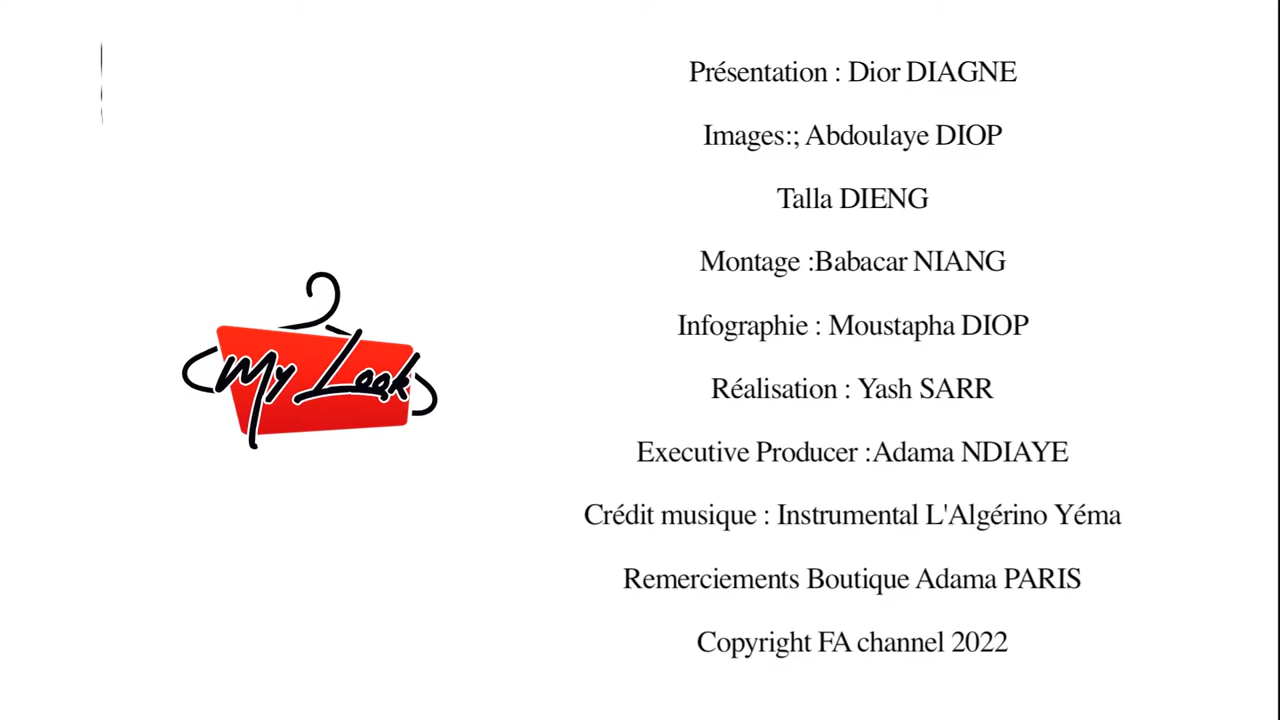 Présentation : Dior DIAGNE
Images:; Abdoulaye DIOP
Talla DIENG
Montage :Babacar NIANG
Infographie : Moustapha DIOP
Réalisation : Yash SARR
Executive Producer :Adama NDIAYE
Crédit musique : Instrumental L'Algérino Yéma
Remerciements Boutique Adama PARIS
Copyright FA channel 2022
My Look